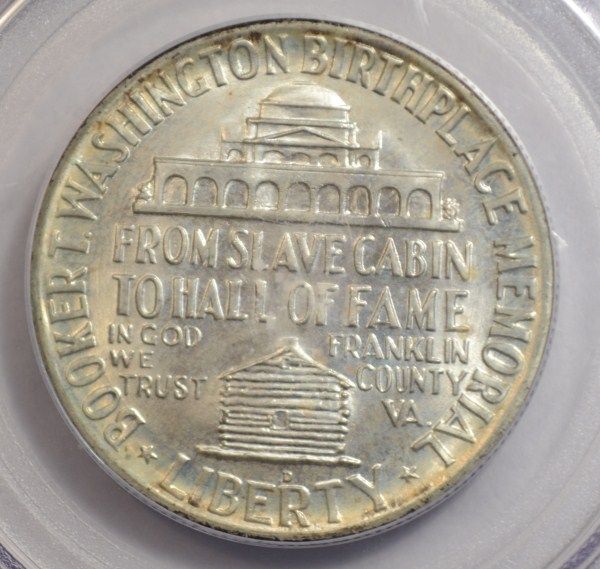 BOOKER T. WASHINGTON BIRTHPLACE MEMORIAL
FROM SLAVE CABIN
TO HALL OF FAME
IN GOD
WE
TRUST
FRANKLIN
COUNTY
VA.
D
LIBERTY